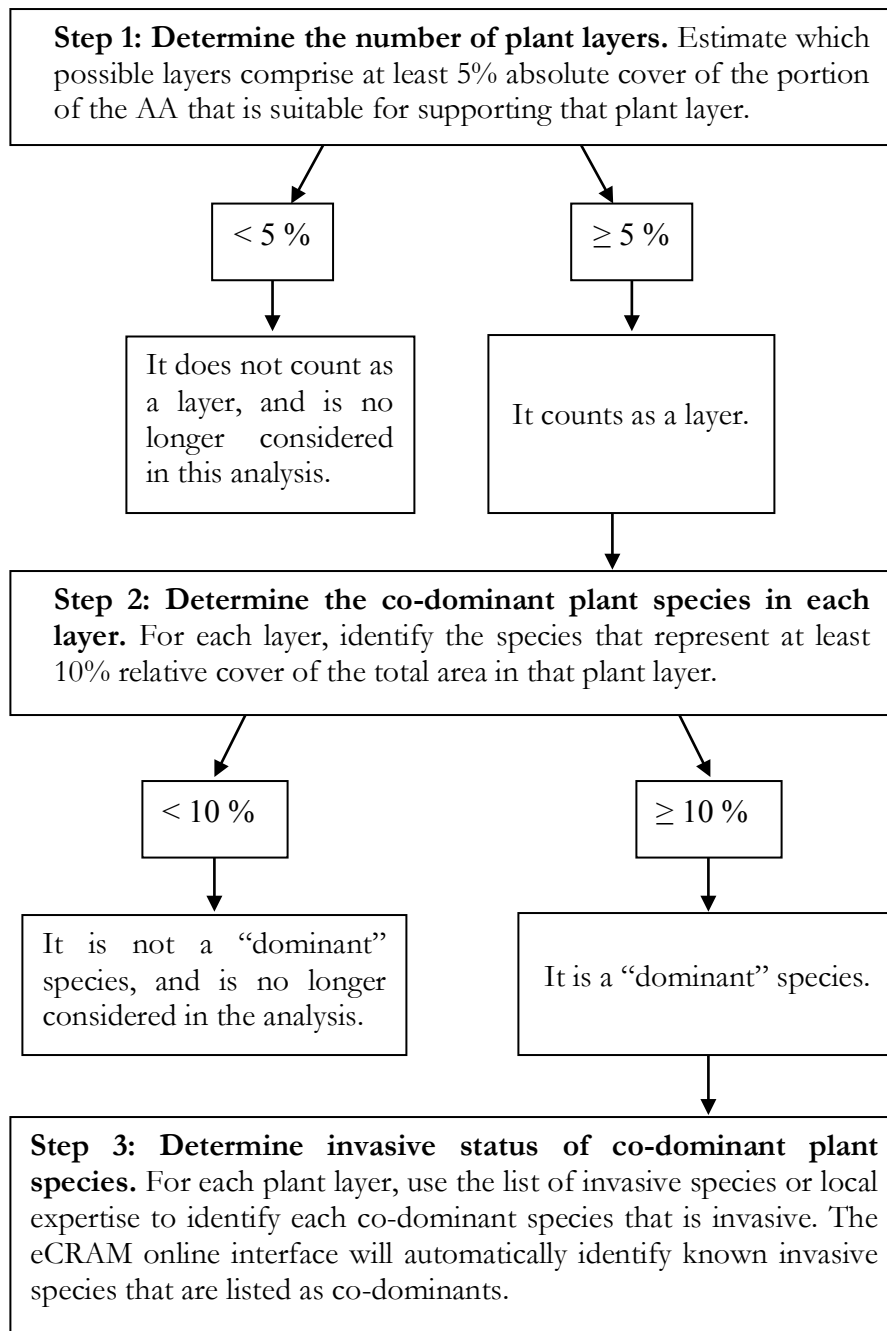 Step 1: Determine the number of plant layers. Estimate which
possible layers comprise at least 5% absolute cover of the portion
of the AA that is suitable for supporting that plant layer.
< 5 %
≥ 5 %
It does not count as
a layer, and is no
longer considered
in this analysis.
It counts as a layer.
Step 2: Determine the co-dominant plant species in each
layer. For each layer, identify the species that represent at least
10% relative cover of the total area in that plant layer.
< 10 %
≥ 10 %
It is not a “dominant”
species, and is no longer
considered in the analysis.
It is a “dominant” species.
Step 3: Determine invasive status of co-dominant plant
species. For each plant layer, use the list of invasive species or local
expertise to identify each co-dominant species that is invasive. The
eCRAM online interface will automatically identify known invasive
species that are listed as co-dominants.